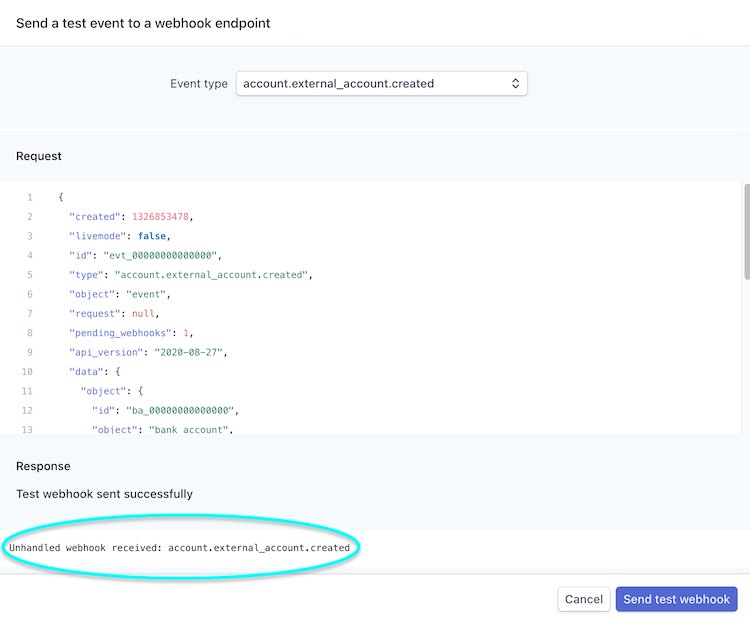 Send a test event to a webhook endpoint
Event type account.external_account.created
Request
1 {
2 "created": 1326853478,
3 "livemode": false,
4 "id": "evt_00000000000000",
5 "type": "account.external_account.created",
6 "object": "event",
7 "request": null,
8 "pending_webhooks": 1,
9 "api_version": "2020-08-27",
10 "data": {
11 "object": {
12 "id": "ba_00000000000000",
13 "object": "bank_account",
Response
Test webhook sent successfully
Unhandled webhook received: account.external_account.created
Cancel Send test webhook